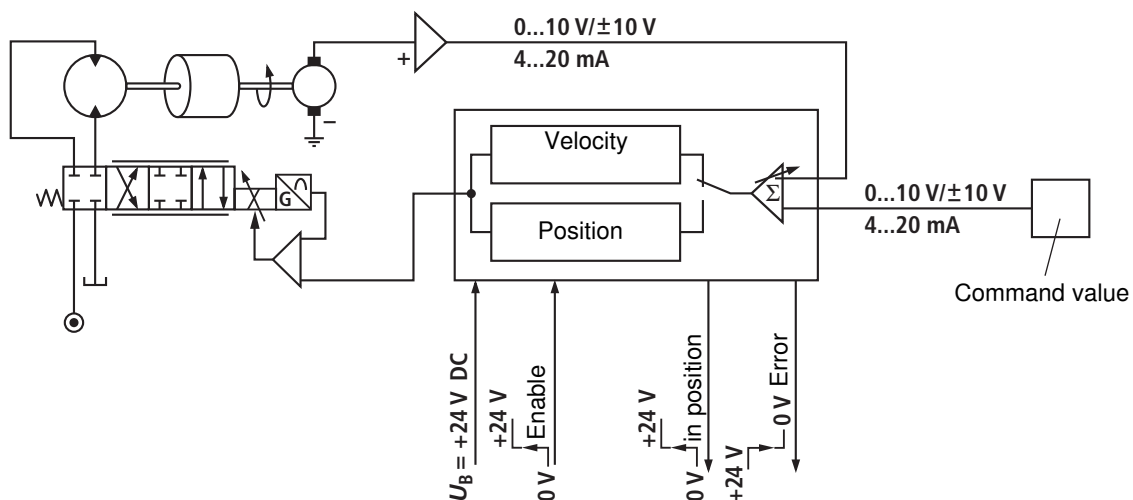 0...10 V/±10 V
4...20 mA
+
–
Velocity
Position
Σ
G
0...10 V/±10 V
4...20 mA
Command value
U_B = +24 V DC
+24 V
0 V
Enable
+24 V
0 V
in position
+24 V
0 V
Error